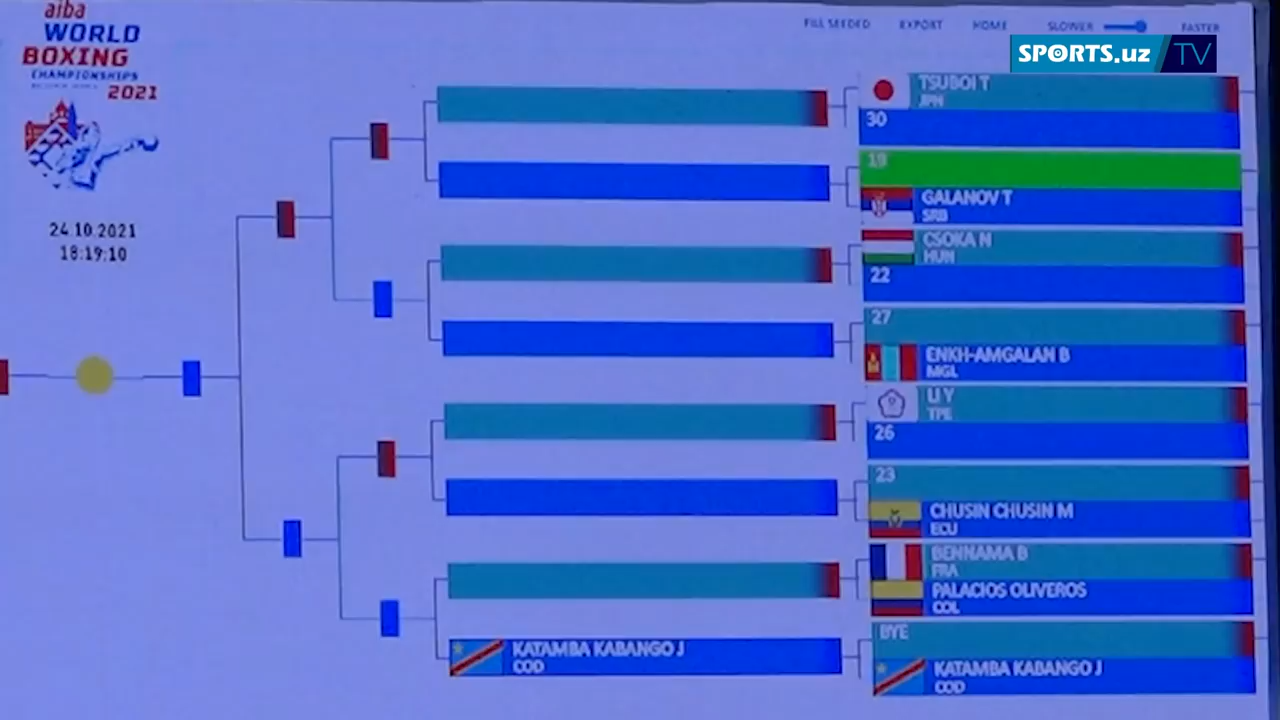 aiba
WORLD
BOXING
CHAMPIONSHIPS
2021
24.10.2021
18:19:10
FILL SEEDED
EXPORT
HOME
SLOWER
FASTER
SPORTS.uz TV
TSUBOI T
JPN
30
19
GALANOV T
SRB
CSOKA N
HUN
22
27
ENKH-AMGALAN B
MGL
LI Y
TPE
26
23
CHUSIN CHUSIN M
ECU
BENNAMA B
FRA
PALACIOS OLIVEROS
COL
KATAMBA KABANGO J
COD
BYE
KATAMBA KABANGO J
COD